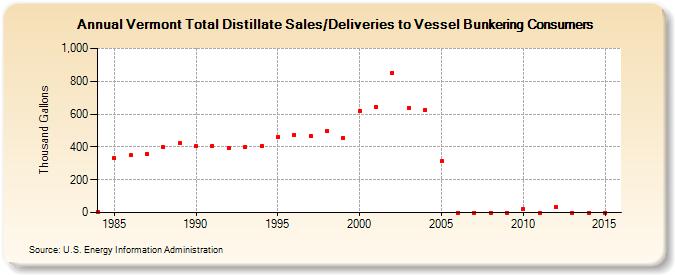 Annual Vermont Total Distillate Sales/Deliveries to Vessel Bunkering Consumers
Thousand Gallons
1,000
800
600
400
200
0
1985 1990 1995 2000 2005 2010 2015
Source: U.S. Energy Information Administration